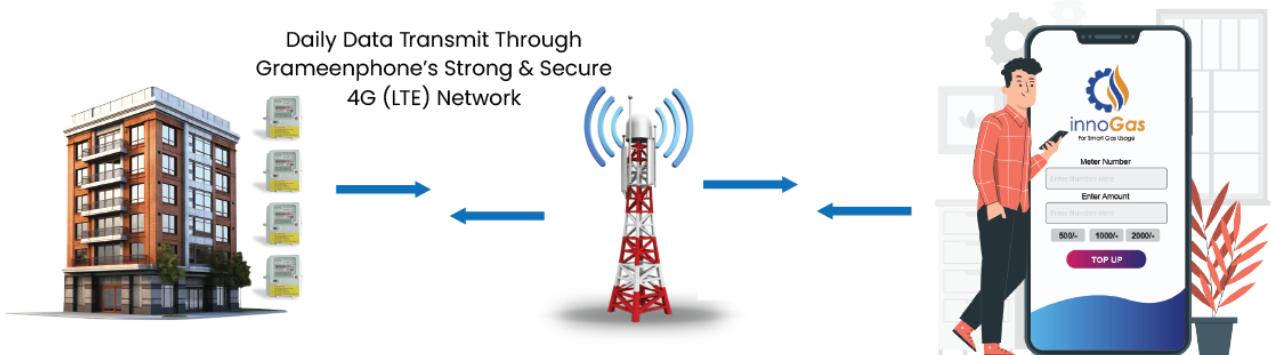 Daily Data Transmit Through
Grameenphone's Strong & Secure
4G (LTE) Network
innoGas
For Smart Gas Usage
Meter Number
Enter Number Here
Enter Amount
Enter Number Here
500/- 1000/- 2000/-
TOP UP